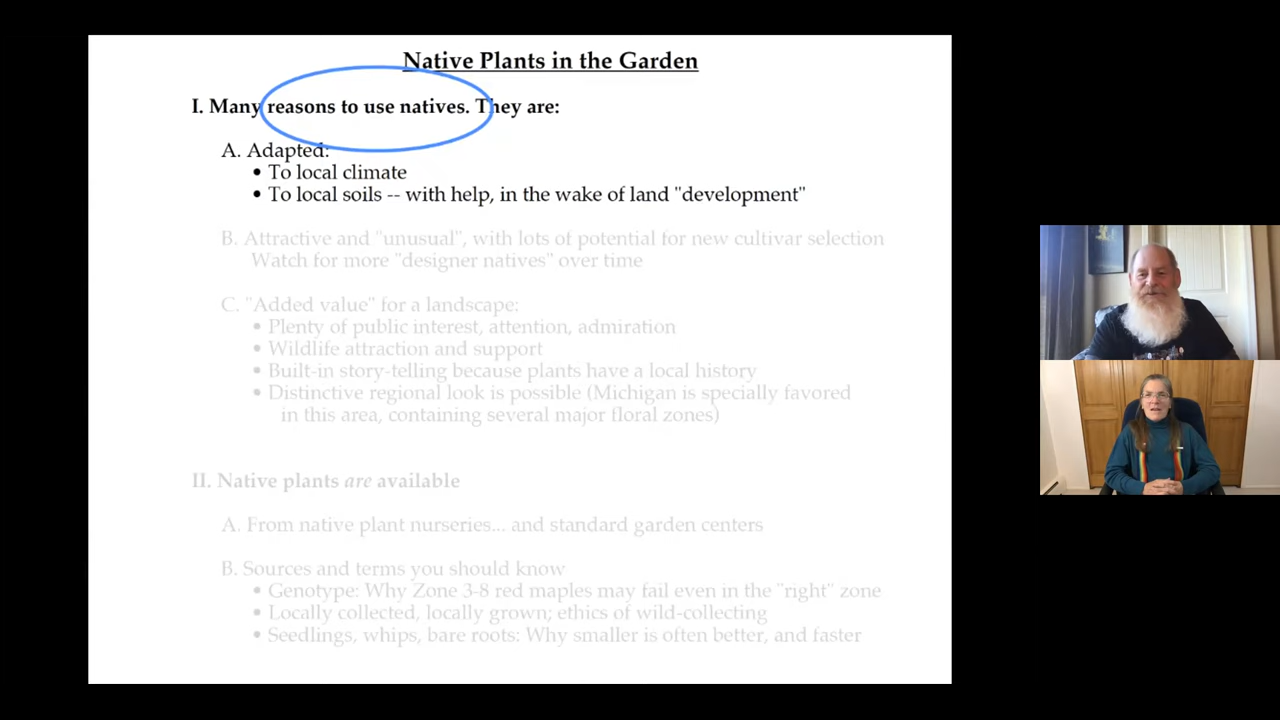 Native Plants in the Garden
I. Many reasons to use natives. They are:
A. Adapted:
• To local climate
• To local soils -- with help, in the wake of land "development"
B. Attractive and "unusual", with lots of potential for new cultivar selection
Watch for more "designer natives" over time
C. "Added value" for a landscape:
• Plenty of public interest, attention, admiration
• Wildlife attraction and support
• Built-in story-telling because plants have a local history
• Distinctive regional look is possible (Michigan is specially favored
in this area, containing several major floral zones)
II. Native plants are available
A. From native plant nurseries... and standard garden centers
B. Sources and terms you should know
• Genotype: Why Zone 3-8 red maples may fail even in the "right" zone
• Locally collected, locally grown; ethics of wild-collecting
• Seedlings, whips, bare roots: Why smaller is often better, and faster